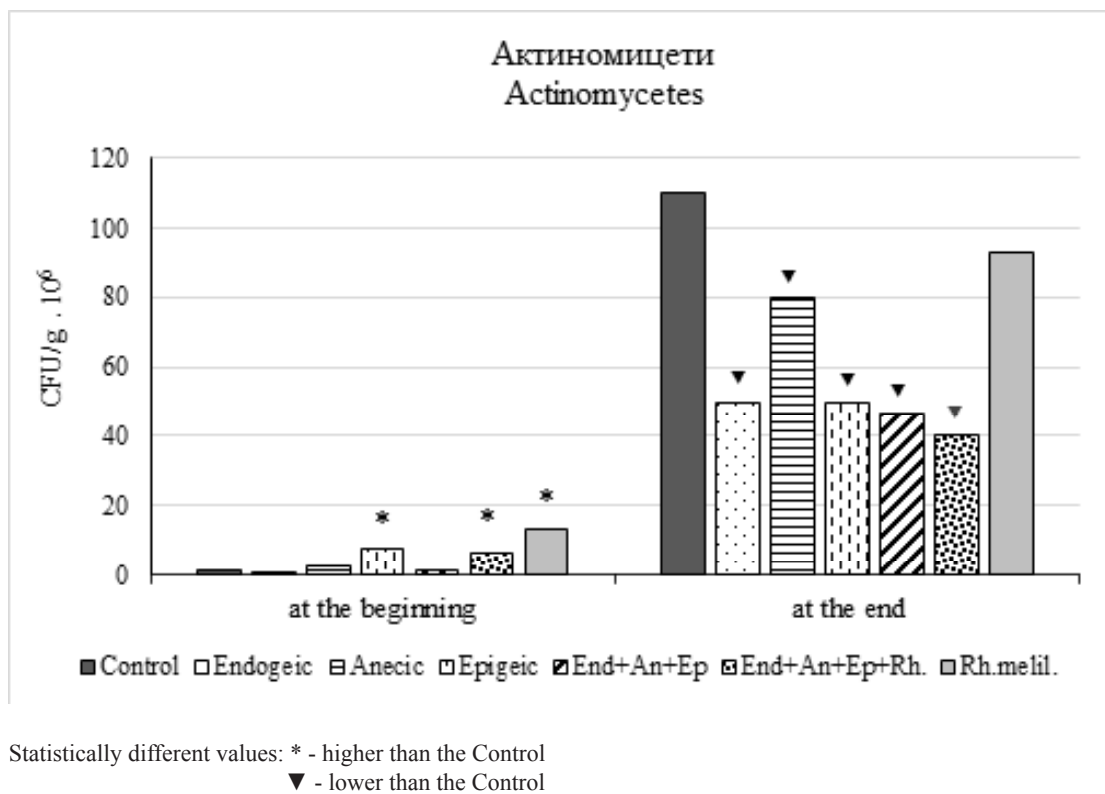 Актиномицети
Actinomycetes
120
100
80
60
40
20
0
CFU/g . 10⁶
* * *
▼ ▼ ▼ ▼ ▼
at the beginning at the end
Control Endogeic Anecic Epigeic End+An+Ep End+An+Ep+Rh. Rh.melil.
Statistically different values: * - higher than the Control
▼ - lower than the Control